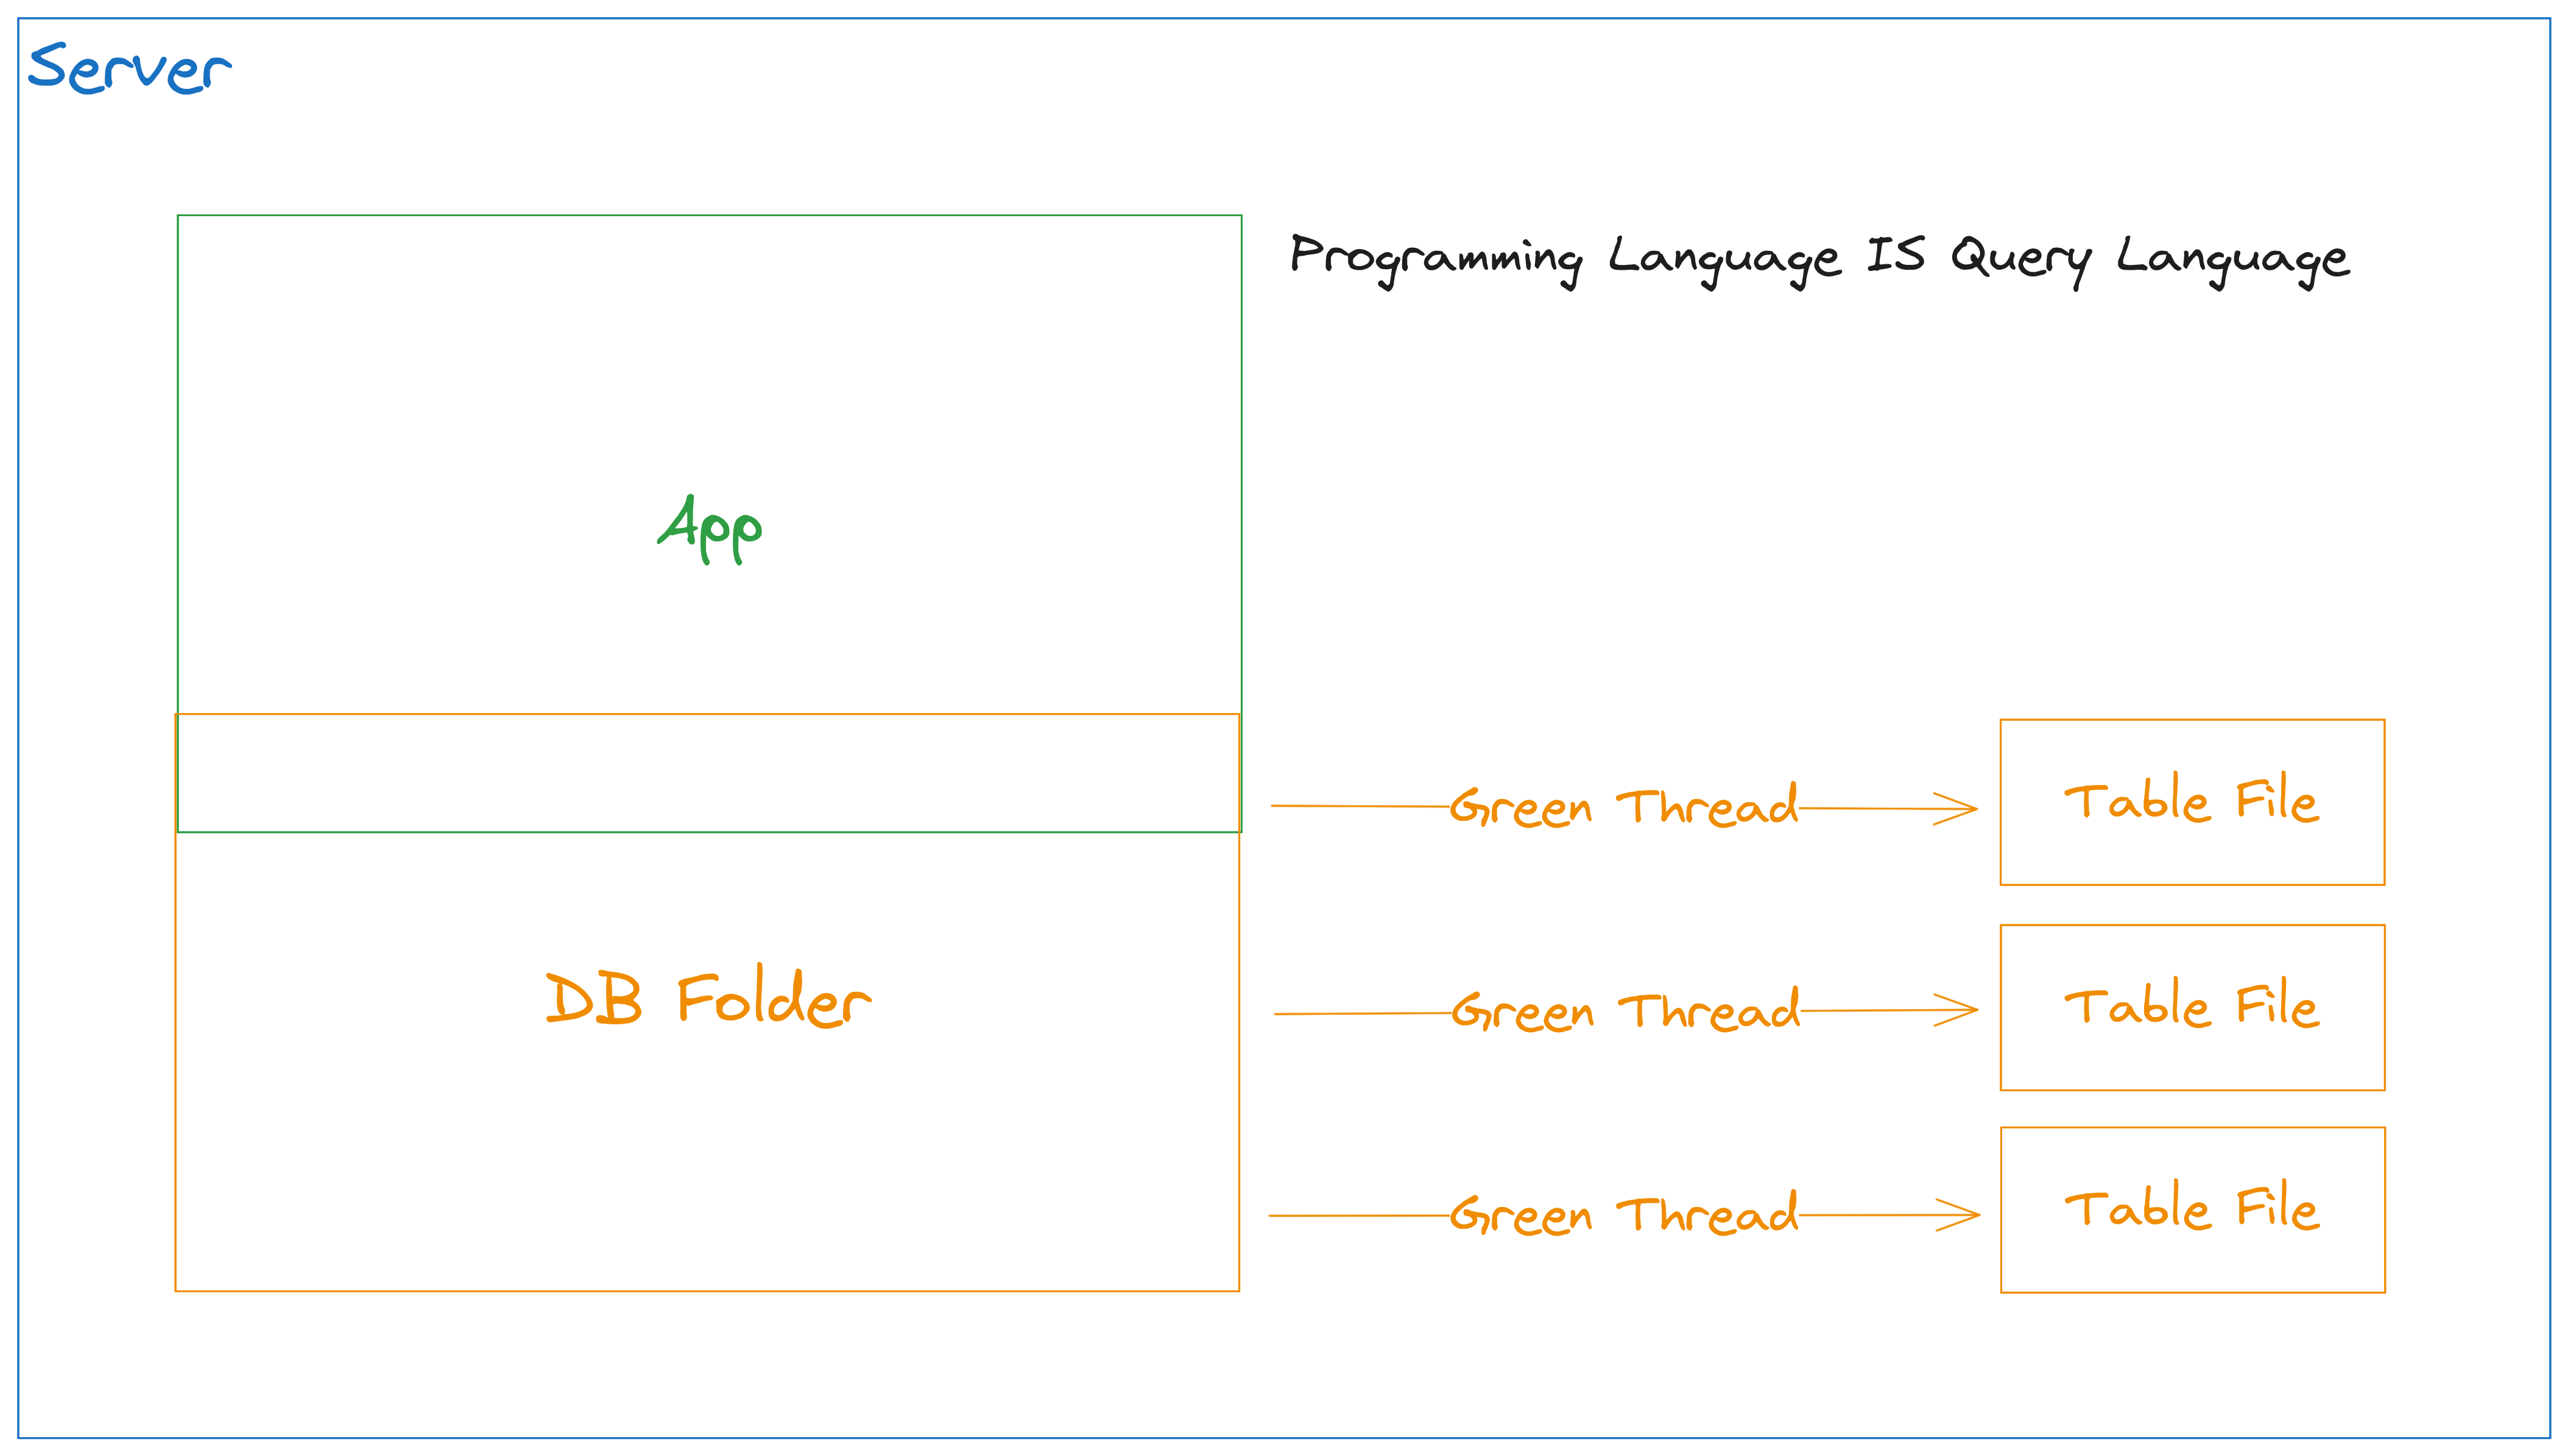 Server
Programming Language IS Query Language
App
Green Thread
Table File
DB Folder
Green Thread
Table File
Green Thread
Table File